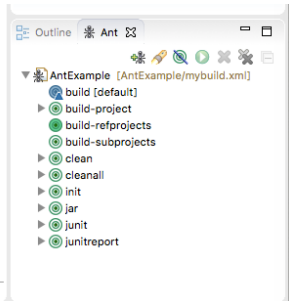 Outline Ant
AntExample [AntExample/mybuild.xml]
build [default]
build-project
build-refprojects
build-subprojects
clean
cleanall
init
jar
junit
junitreport